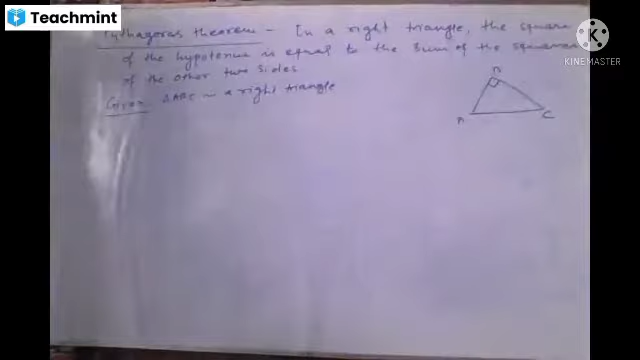 Teachmint
K
KINEMASTER
Pythagoras theorem - In a right triangle, the square
of the hypotenuse is equal to the sum of the squares
of the other two sides
Given ΔABC is a right triangle
B
A
C